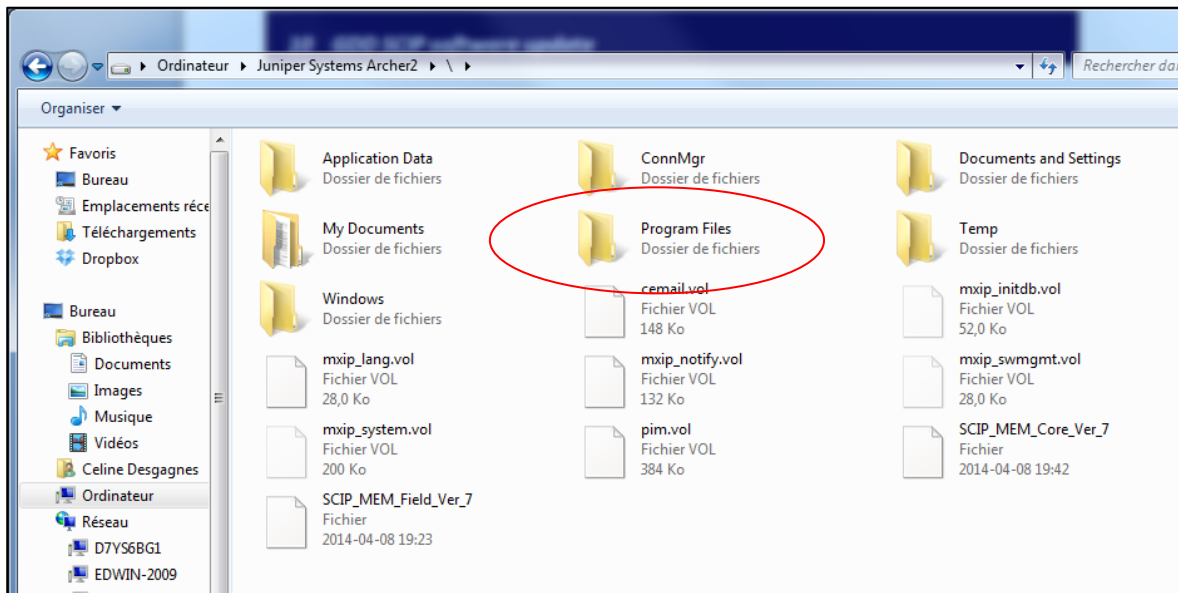 10 GDD SCIP software update
Ordinateur Juniper Systems Archer2 \
Rechercher dan
Organiser
Favoris
Bureau
Emplacements réce
Téléchargements
Dropbox
Bureau
Bibliothèques
Documents
Images
Musique
Vidéos
Celine Desgagnes
Ordinateur
Réseau
D7YS6BG1
EDWIN-2009
Application Data
Dossier de fichiers
ConnMgr
Dossier de fichiers
Documents and Settings
Dossier de fichiers
My Documents
Dossier de fichiers
Program Files
Dossier de fichiers
Temp
Dossier de fichiers
Windows
Dossier de fichiers
cemail.vol
Fichier VOL
148 Ko
mxip_initdb.vol
Fichier VOL
52,0 Ko
mxip_lang.vol
Fichier VOL
28,0 Ko
mxip_notify.vol
Fichier VOL
132 Ko
mxip_swmgmt.vol
Fichier VOL
28,0 Ko
mxip_system.vol
Fichier VOL
200 Ko
pim.vol
Fichier VOL
384 Ko
SCIP_MEM_Core_Ver_7
Fichier
2014-04-08 19:42
SCIP_MEM_Field_Ver_7
Fichier
2014-04-08 19:23